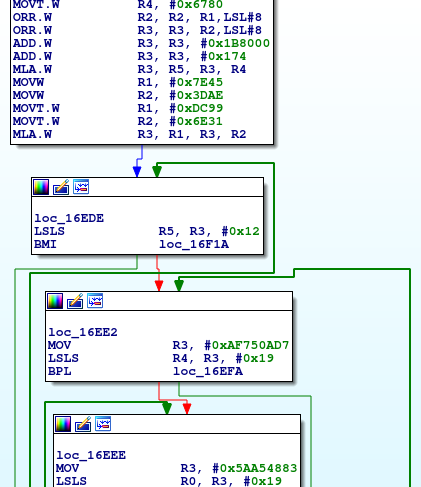 MOVT.W R4, #0x6780
ORR.W R2, R2, R1,LSL#8
ORR.W R3, R3, R2,LSL#8
ADD.W R3, R3, #0x1B8000
ADD.W R3, R3, #0x174
MLA.W R3, R5, R3, R4
MOVW R1, #0x7E45
MOVW R2, #0x3DAE
MOVT.W R1, #0xDC99
MOVT.W R2, #0x6E31
MLA.W R3, R1, R3, R2
loc_16EDE
LSLS R5, R3, #0x12
BMI loc_16F1A
loc_16EE2
MOV R3, #0xAF750AD7
LSLS R4, R3, #0x19
BPL loc_16EFA
loc_16EEE
MOV R3, #0x5AA54883
LSLS R0, R3, #0x19